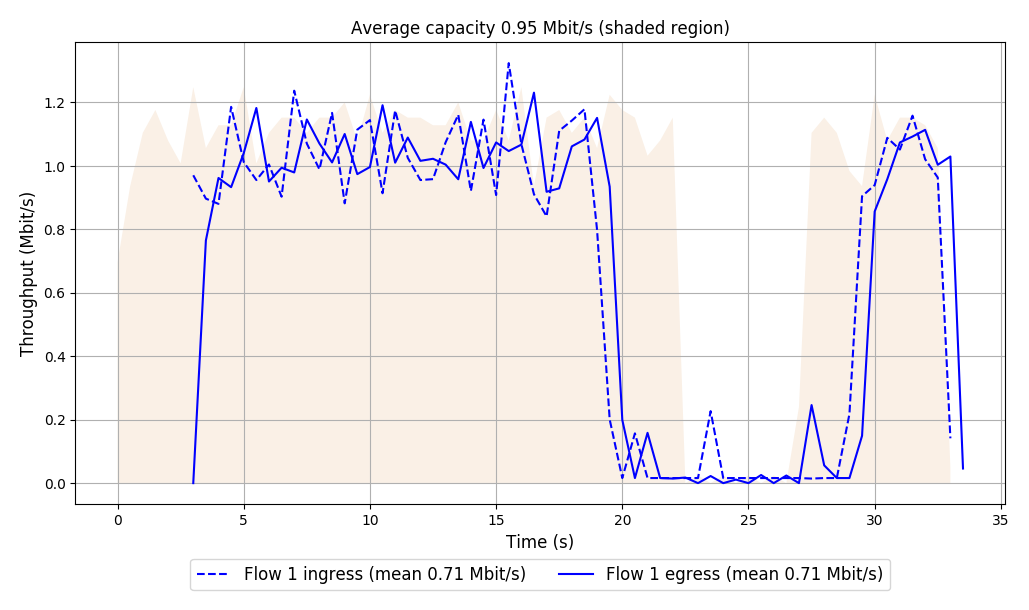 Average capacity 0.95 Mbit/s (shaded region)
Throughput (Mbit/s)
1.2
1.0
0.8
0.6
0.4
0.2
0.0
0 5 10 15 20 25 30 35
Time (s)
Flow 1 ingress (mean 0.71 Mbit/s) Flow 1 egress (mean 0.71 Mbit/s)